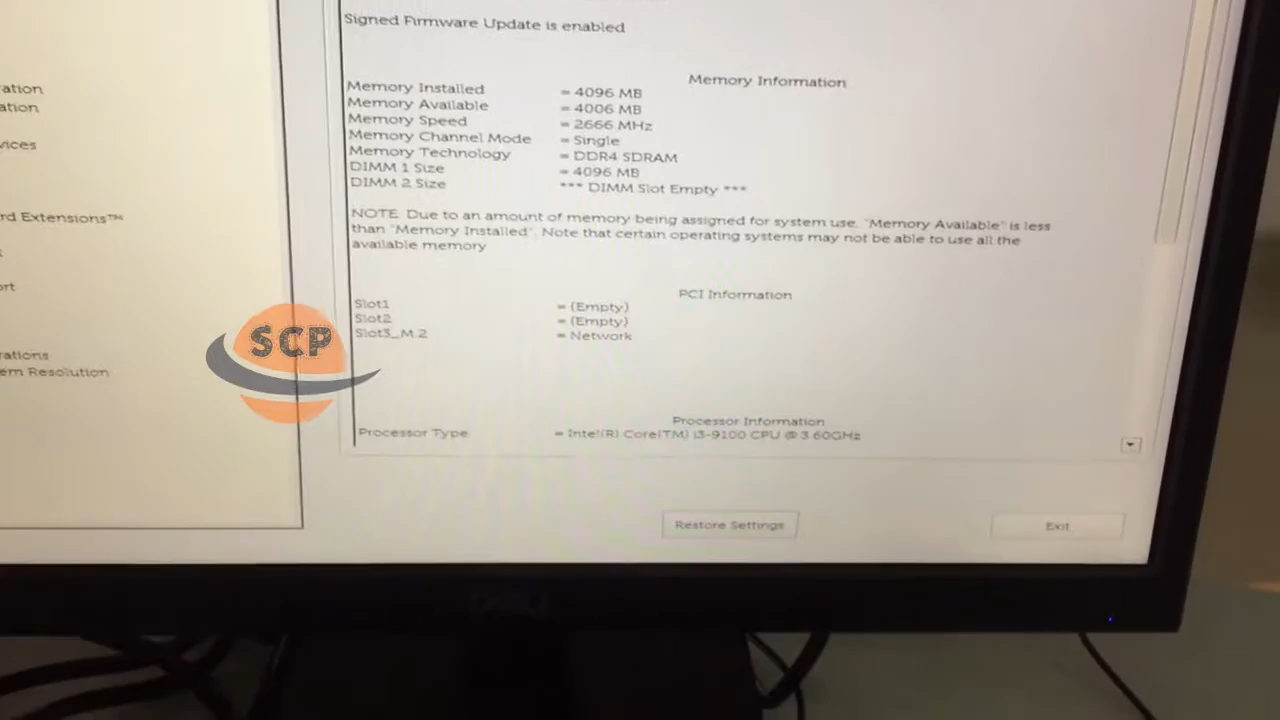 Signed Firmware Update is enabled
ation
ation
vices
rd Extensions™
ort
ations
em Resolution
Memory Information
Memory Installed = 4096 MB
Memory Available = 4006 MB
Memory Speed = 2666 MHz
Memory Channel Mode = Single
Memory Technology = DDR4 SDRAM
DIMM 1 Size = 4096 MB
DIMM 2 Size *** DIMM Slot Empty ***
NOTE: Due to an amount of memory being assigned for system use, "Memory Available" is less
than "Memory Installed". Note that certain operating systems may not be able to use all the
available memory
PCI Information
Slot1 = (Empty)
Slot2 = (Empty)
Slot3_M.2 = Network
SCP
Processor Information
Processor Type = Intel(R) Core(TM) i3-9100 CPU @ 3.60GHz
Restore Settings
Exit
DELL